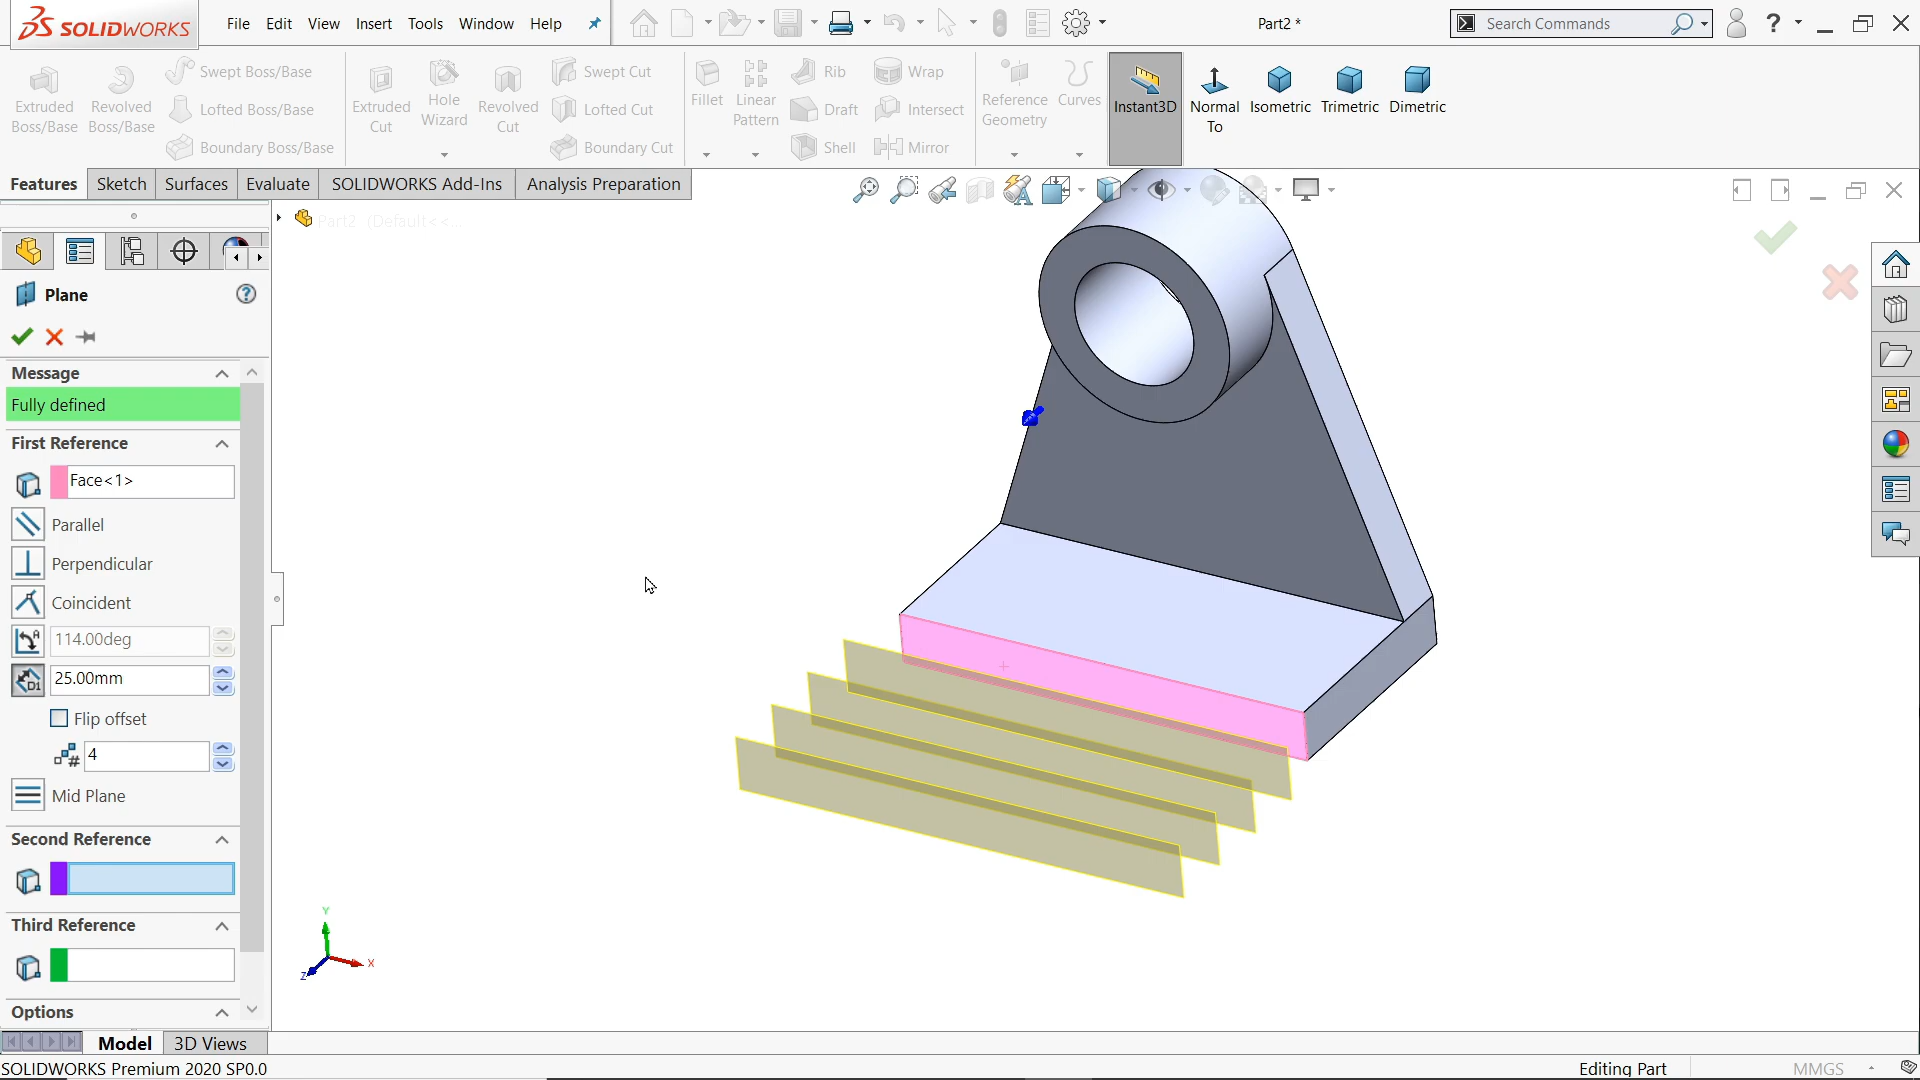 SOLIDWORKS File Edit View Insert Tools Window Help Part2 * Search Commands ?
Extruded Boss/Base
Revolved Boss/Base
Swept Boss/Base
Lofted Boss/Base
Boundary Boss/Base
Extruded Cut
Hole Wizard
Revolved Cut
Swept Cut
Lofted Cut
Boundary Cut
Fillet
Linear Pattern
Rib
Draft
Shell
Wrap
Intersect
Mirror
Reference Geometry
Curves
Instant3D
Normal To
Isometric
Trimetric
Dimetric
Features Sketch Surfaces Evaluate SOLIDWORKS Add-Ins Analysis Preparation
Part2 (Default<<...
Plane
Message
Fully defined
First Reference
Face<1>
Parallel
Perpendicular
Coincident
114.00deg
25.00mm
Flip offset
# 4
Mid Plane
Second Reference
Third Reference
Options
Y
X
Z
Model 3D Views
SOLIDWORKS Premium 2020 SP0.0 Editing Part MMGS